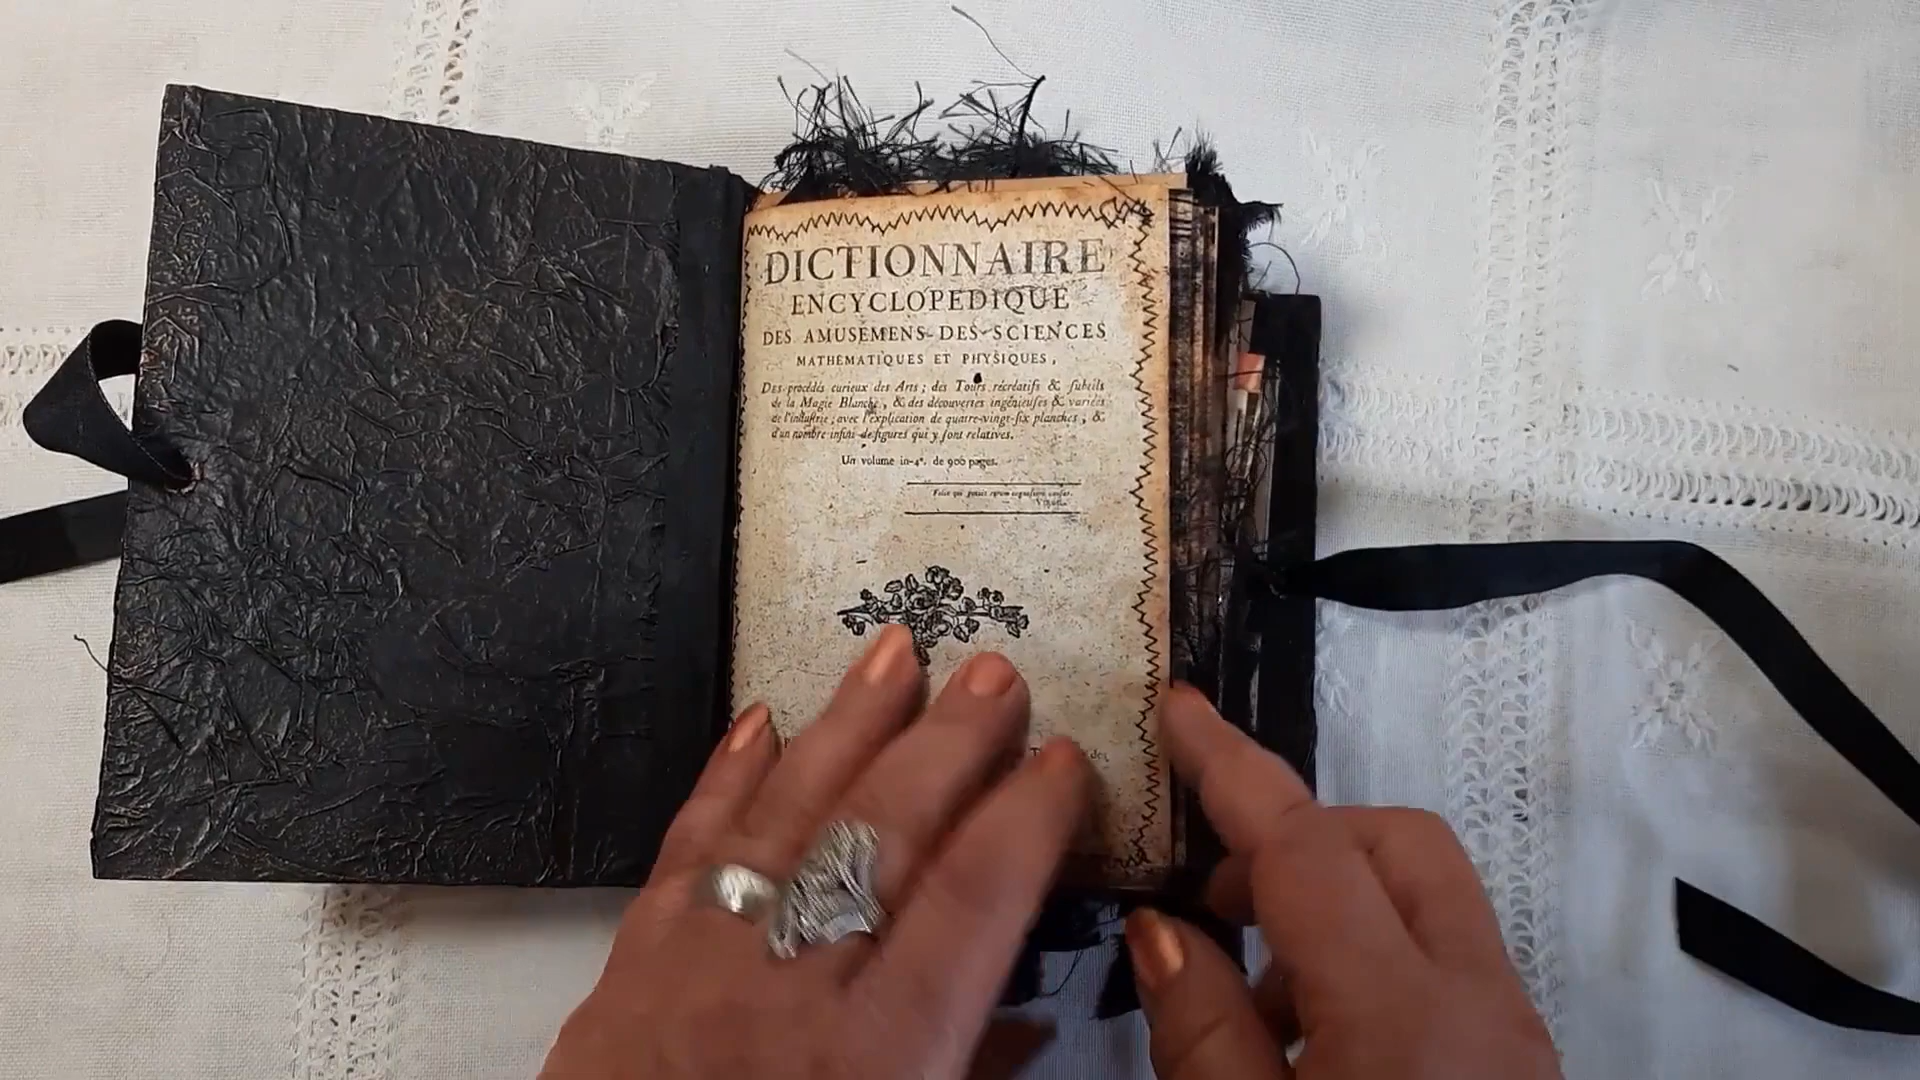 DICTIONNAIRE
ENCYCLOPEDIQUE
DES AMUSEMENS DES SCIENCES
MATHEMATIQUES ET PHYSIQUES,
Des procédés curieux des Arts; des Tours récréatifs & subtils
de la Magie Blanche, & des découvertes ingénieuses & variées
de l'industrie; avec l'explication de quatre-vingt-six planches, &
d'un nombre infini de figures qui y sont relatives.
Un volume in-4°. de 900 pages.
des